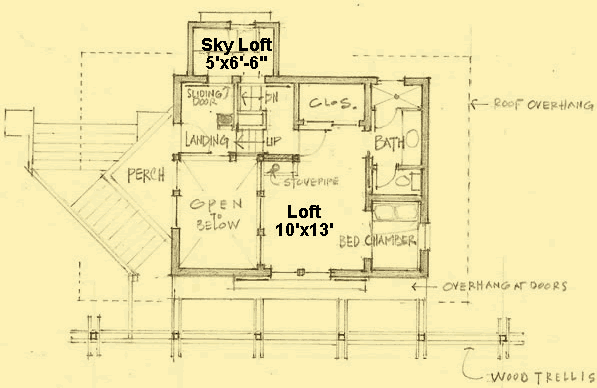 Sky Loft
5'x6'-6"
SLIDING
DOOR
DN
CLOS.
ROOF OVERHANG
LANDING
UP
BATH
PERCH
STOVEPIPE
OPEN
TO
BELOW
Loft
10'x13'
BED CHAMBER
OVERHANG AT DOORS
WOOD TRELLIS